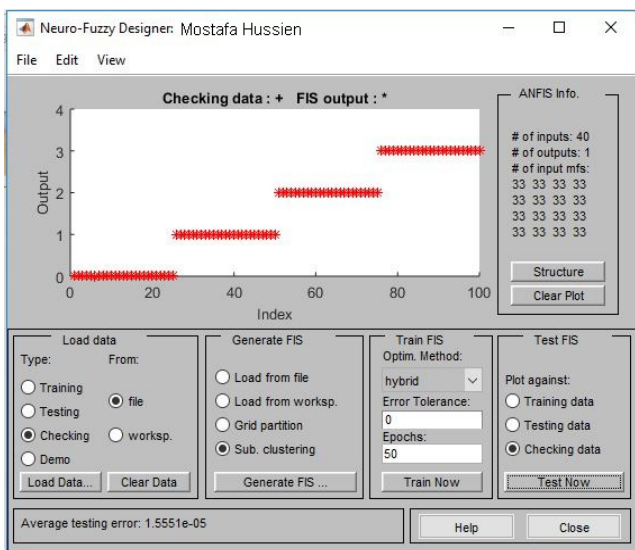 Neuro-Fuzzy Designer: Mostafa Hussien
File Edit View
Checking data : + FIS output : *
4
3
2
1
0
Output
0 20 40 60 80 100
Index
ANFIS Info.
# of inputs: 40
# of outputs: 1
# of input mfs:
33 33 33 33
33 33 33 33
33 33 33 33
33 33 33 33
Structure
Clear Plot
Load data
Type: From:
Training
Testing
Checking
Demo
file
worksp.
Load Data... Clear Data
Generate FIS
Load from file
Load from worksp.
Grid partition
Sub. clustering
Generate FIS ...
Train FIS
Optim. Method:
hybrid
Error Tolerance:
0
Epochs:
50
Train Now
Test FIS
Plot against:
Training data
Testing data
Checking data
Test Now
Average testing error: 1.5551e-05
Help Close